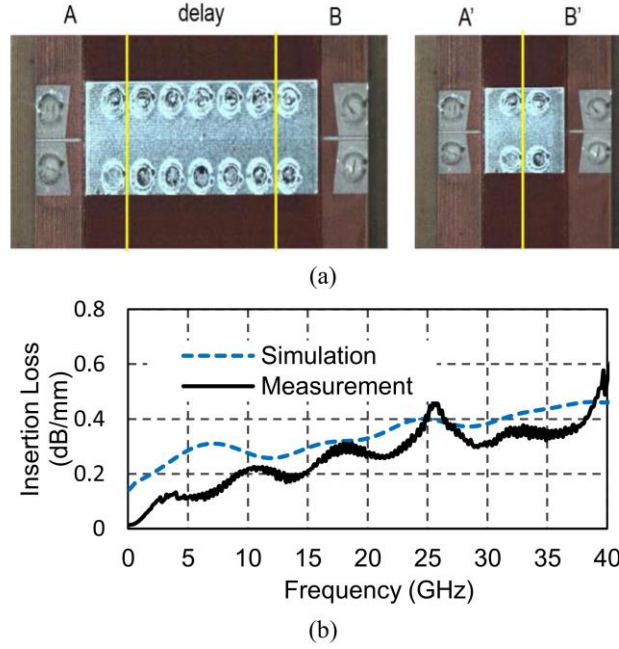 A delay B A' B'
(a)
0.8
0.6
0.4
0.2
0
Insertion Loss
(dB/mm)
Simulation
Measurement
0 5 10 15 20 25 30 35 40
Frequency (GHz)
(b)